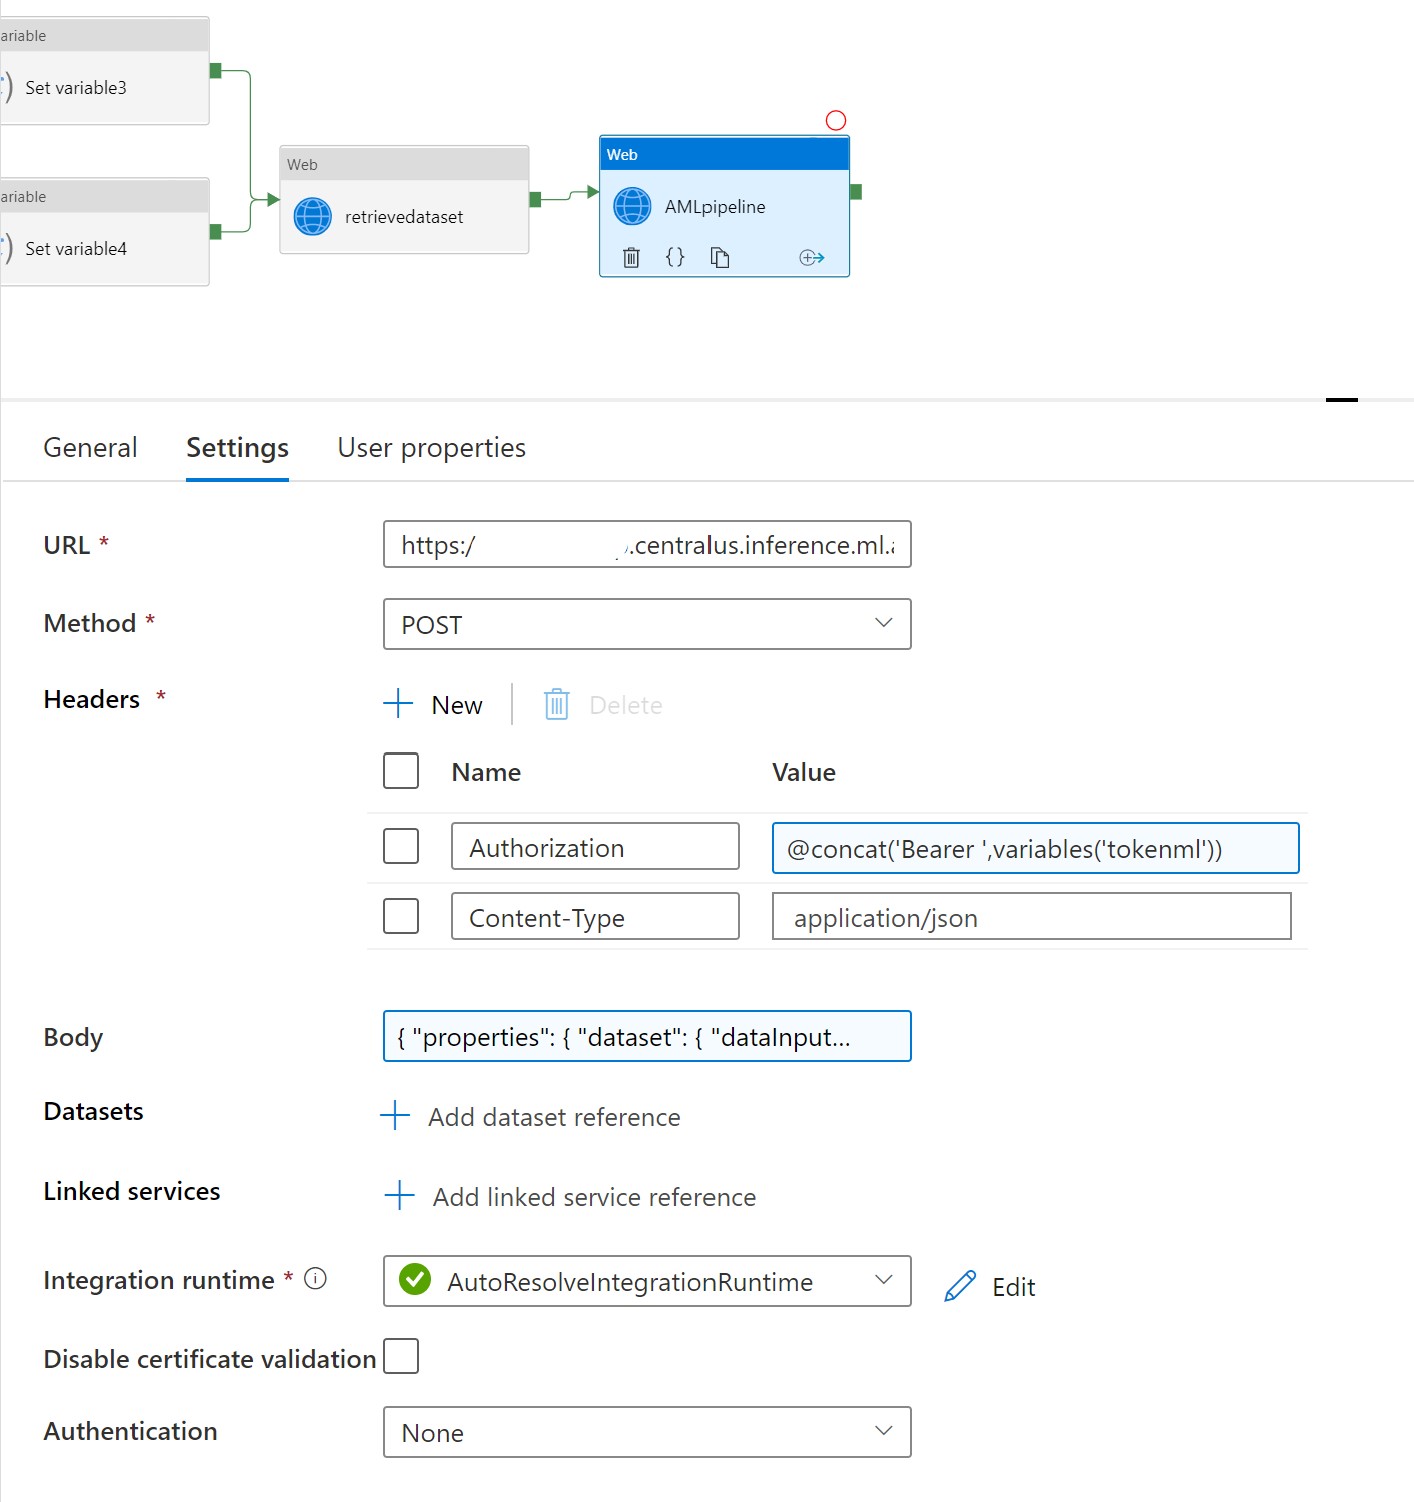 ariable
Set variable3
ariable
Set variable4
Web
retrievedataset
Web
AMLpipeline
General Settings User properties
URL *
https:/ .centralus.inference.ml.a
Method *
POST
Headers *
New Delete
Name Value
Authorization @concat('Bearer ',variables('tokenml'))
Content-Type application/json
Body
{ "properties": { "dataset": { "dataInput...
Datasets
Add dataset reference
Linked services
Add linked service reference
Integration runtime *
AutoResolveIntegrationRuntime
Edit
Disable certificate validation
Authentication
None